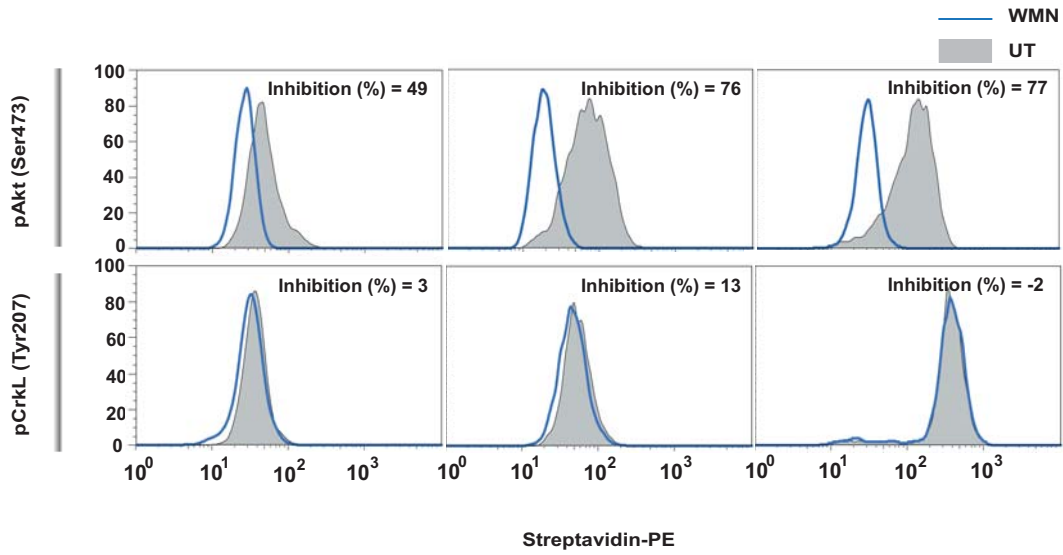 WMN
UT
pAkt (Ser473)
100
80
60
40
20
0
Inhibition (%) = 49
Inhibition (%) = 76
Inhibition (%) = 77
pCrkL (Tyr207)
100
80
60
40
20
0
Inhibition (%) = 3
Inhibition (%) = 13
Inhibition (%) = -2
10⁰ 10¹ 10² 10³ 10⁰ 10¹ 10² 10³ 10⁰ 10¹ 10² 10³
Streptavidin-PE